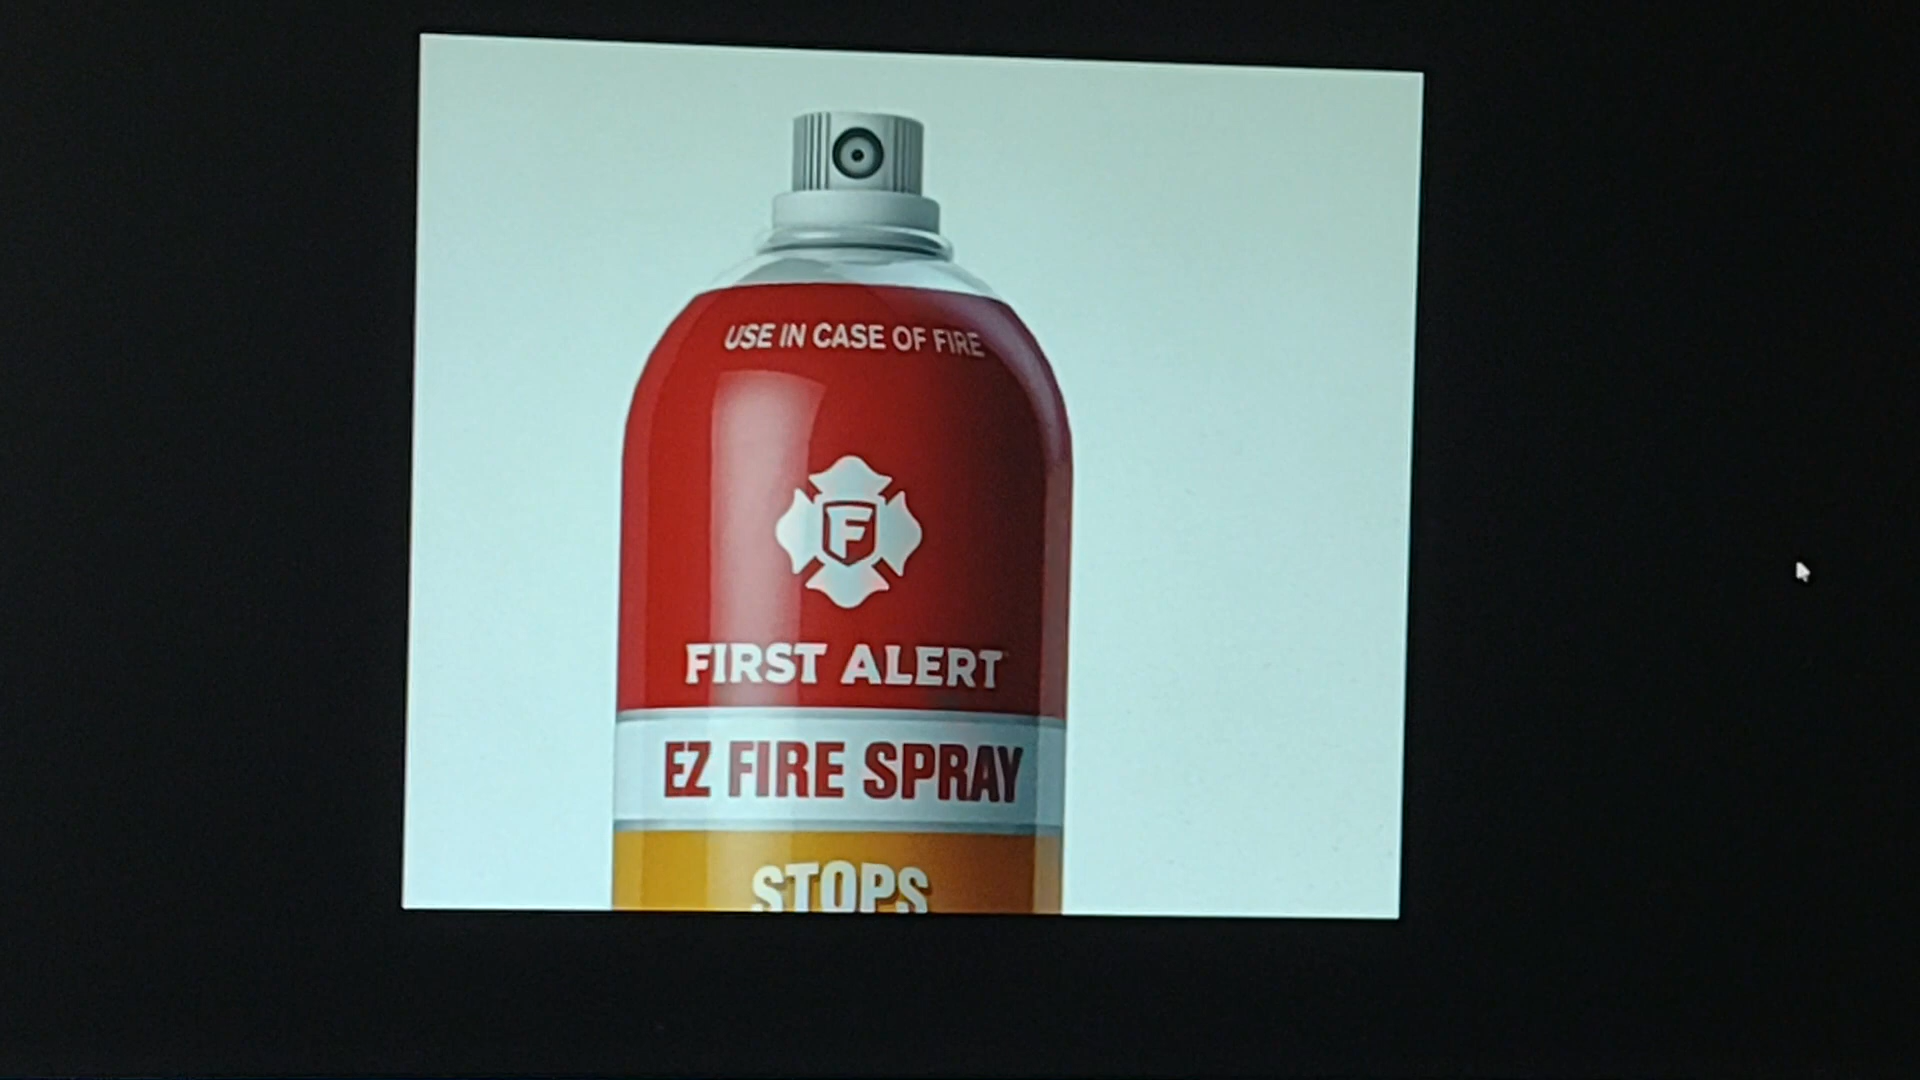 USE IN CASE OF FIRE
F
FIRST ALERT
EZ FIRE SPRAY
STOPS